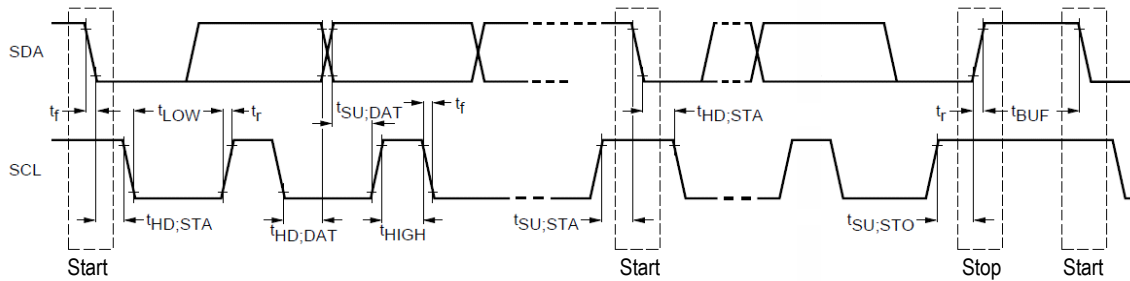 SDA
tf
tLOW
tr
tSU;DAT
tf
tHD;STA
tr
tBUF
SCL
tHD;STA
tHD;DAT
tHIGH
tSU;STA
tSU;STO
Start
Start
Stop
Start